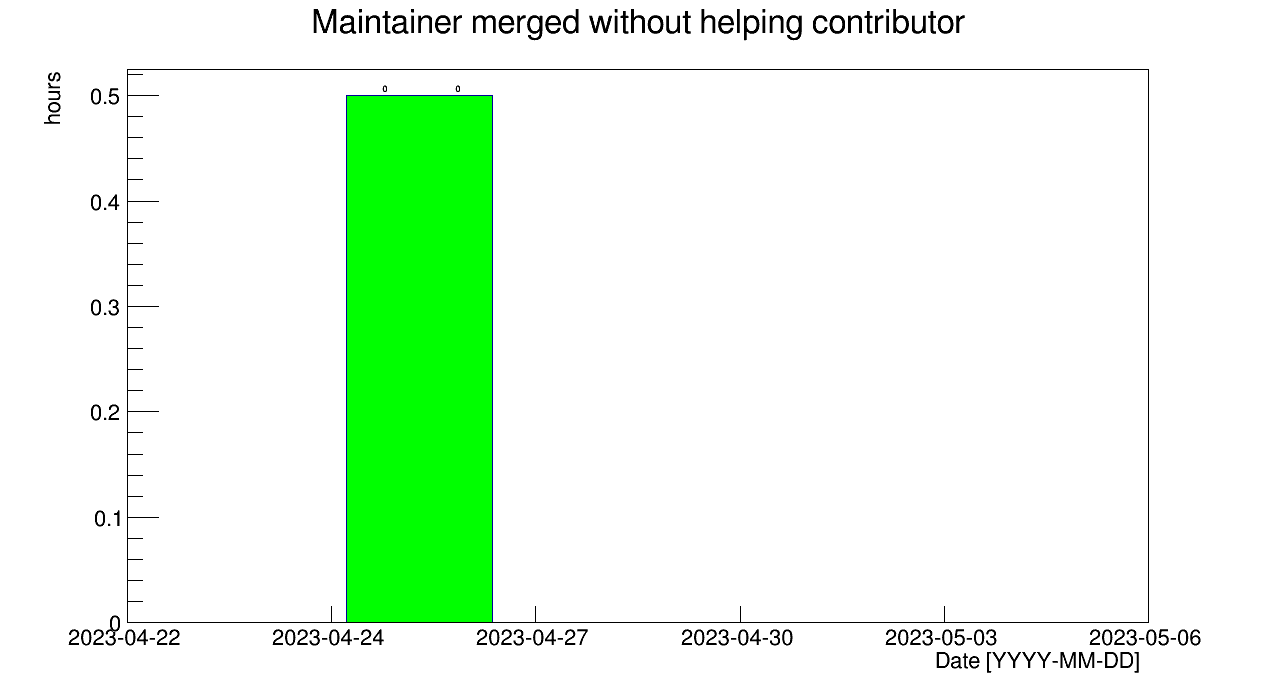 Maintainer merged without helping contributor
hours
0.5
0.4
0.3
0.2
0.1
0
0 0
2023-04-22 2023-04-24 2023-04-27 2023-04-30 2023-05-03 2023-05-06
Date [YYYY-MM-DD]